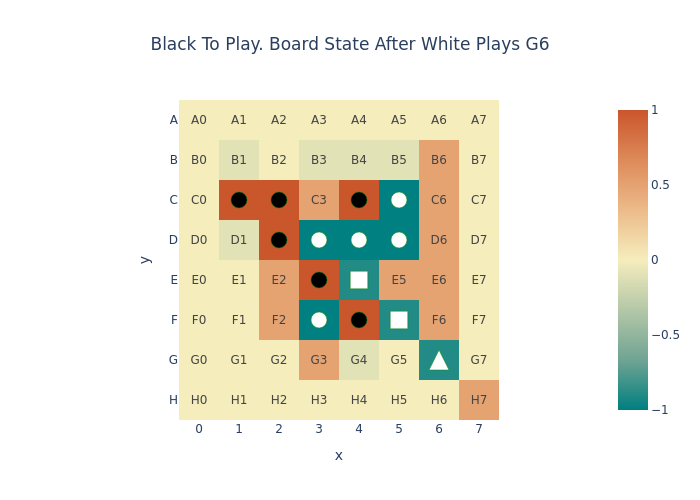 Black To Play. Board State After White Plays G6
A A0 A1 A2 A3 A4 A5 A6 A7 1
B B0 B1 B2 B3 B4 B5 B6 B7
0.5
C C0 C3 C6 C7
D D0 D1 D6 D7 0
y
E E0 E1 E2 E5 E6 E7
F F0 F1 F2 F6 F7 −0.5
G G0 G1 G2 G3 G4 G5 G7
H H0 H1 H2 H3 H4 H5 H6 H7 −1
0 1 2 3 4 5 6 7
x